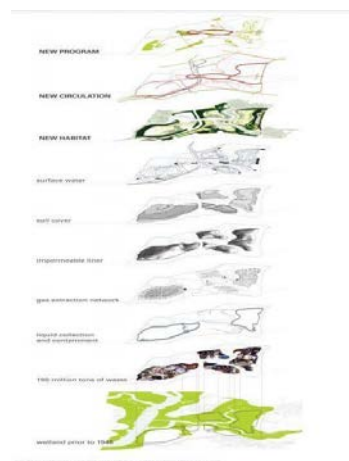 NEW PROGRAM
NEW CIRCULATION
NEW HABITAT
surface water
soil cover
impermeable liner
gas extraction network
liquid collection
and containment
150 million tons of waste
wetland prior to 1948